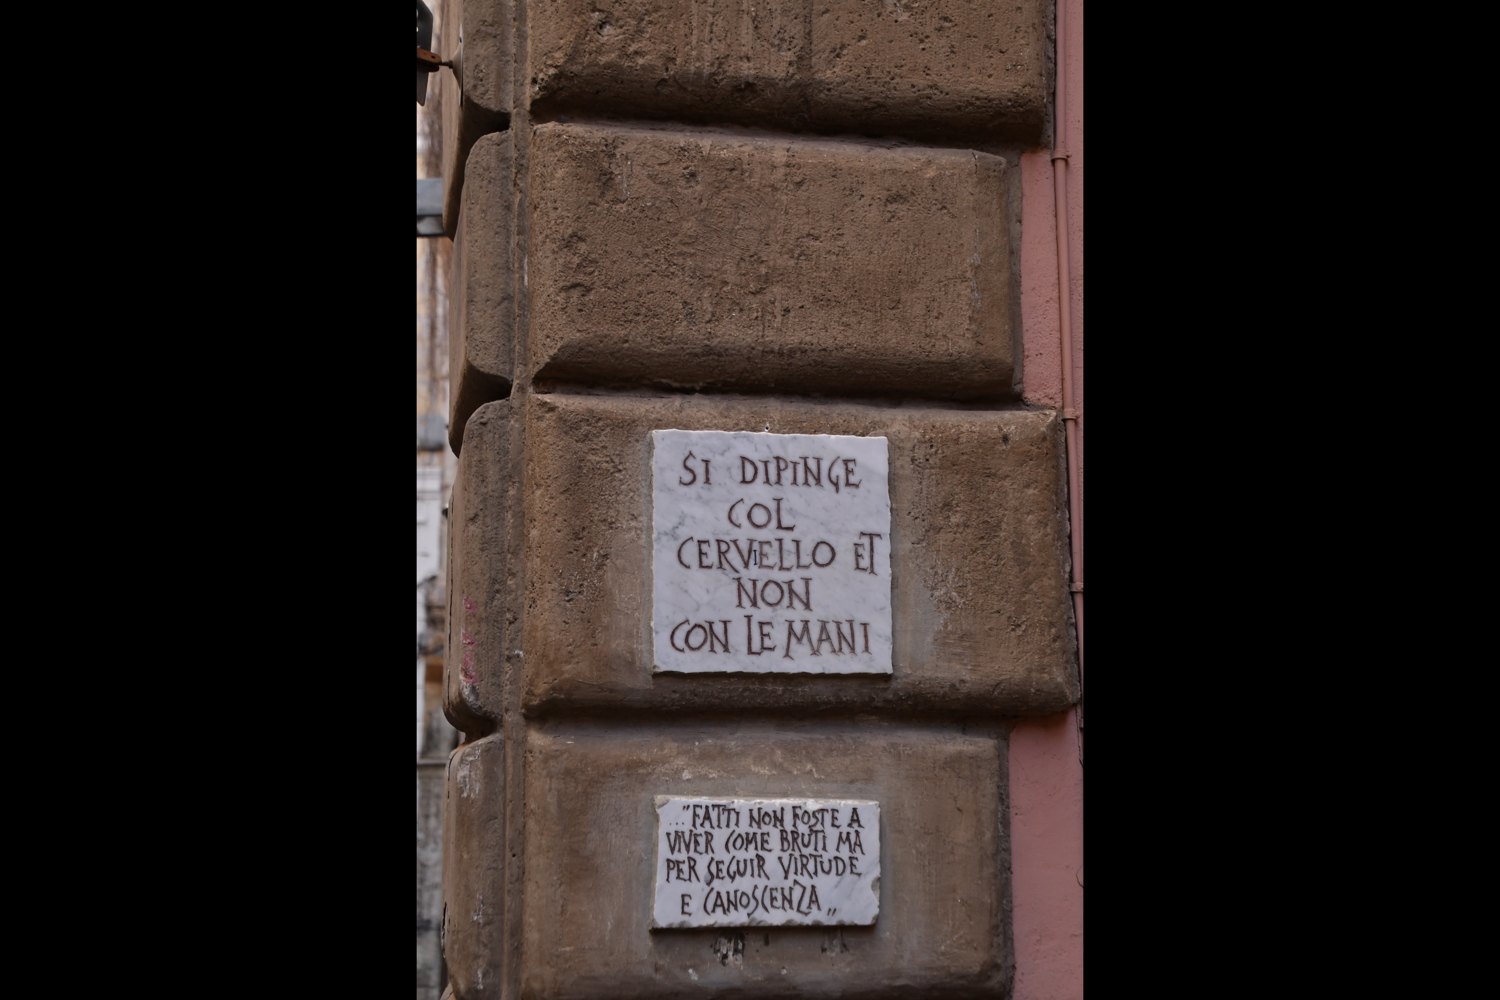 SI DIPINGE
COL
CERViELLO ET
NON
CON LE MANI
..."FATTI NON FOSTE A
VIVER COME BRUTI MA
PER SEGUIR VIRTUDE
E CANOSCENZA„